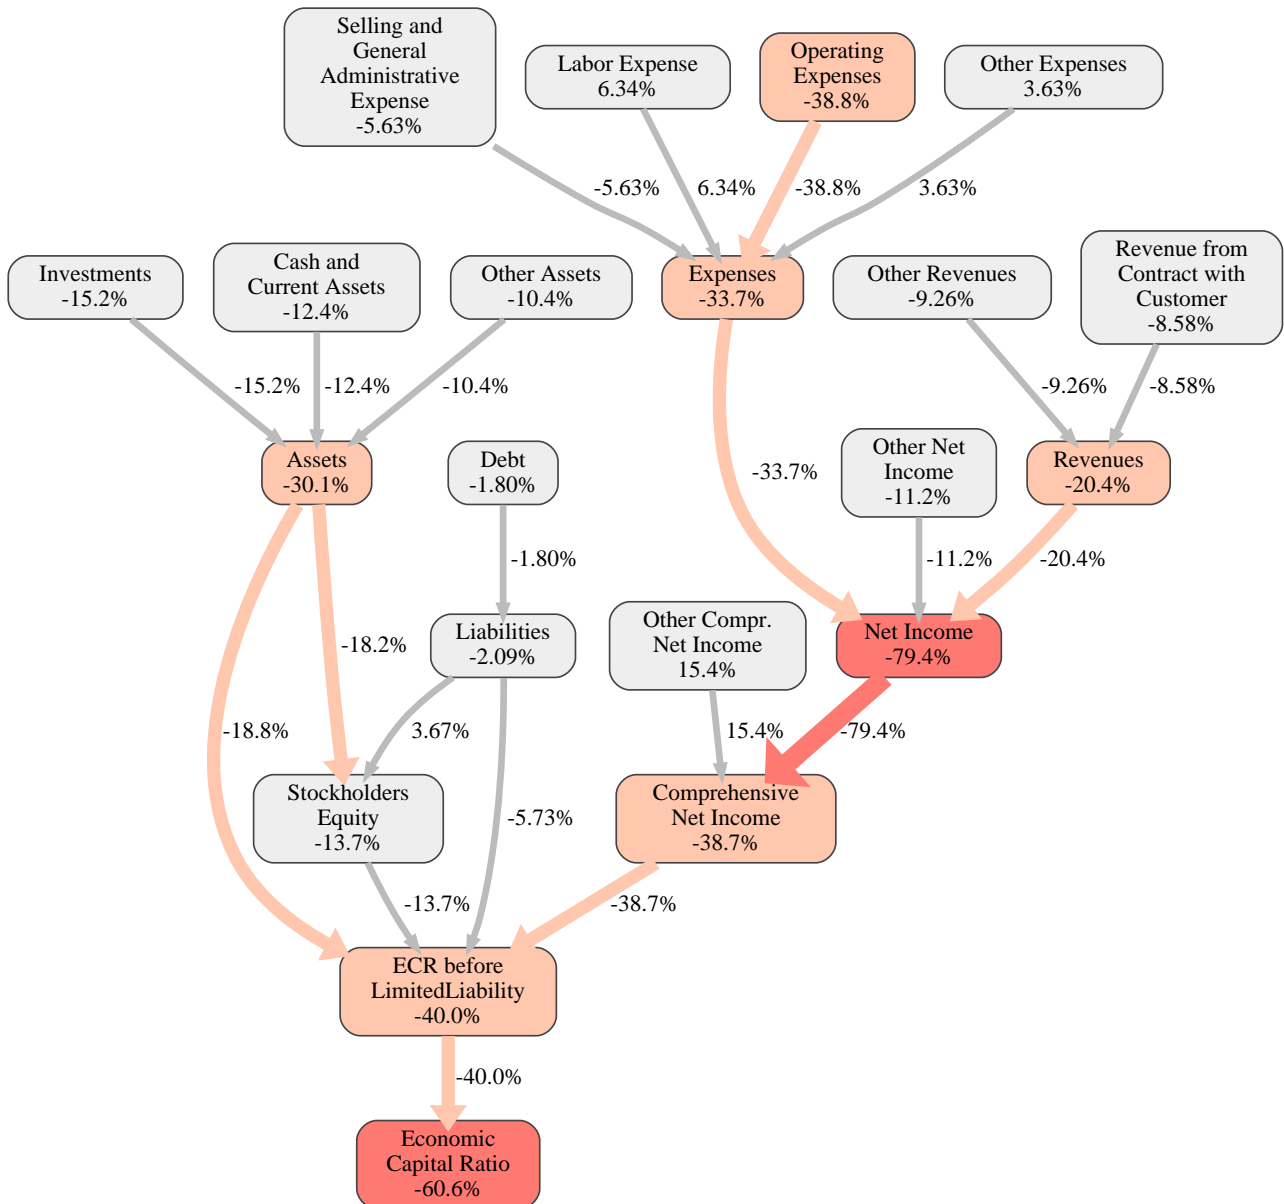 Selling and
General
Administrative
Expense
-5.63%
Labor Expense
6.34%
Operating
Expenses
-38.8%
Other Expenses
3.63%
-5.63%
6.34%
-38.8%
3.63%
Investments
-15.2%
Cash and
Current Assets
-12.4%
Other Assets
-10.4%
Expenses
-33.7%
Other Revenues
-9.26%
Revenue from
Contract with
Customer
-8.58%
-15.2%
-12.4%
-10.4%
-9.26%
-8.58%
Assets
-30.1%
Debt
-1.80%
-33.7%
Other Net
Income
-11.2%
Revenues
-20.4%
-1.80%
-11.2%
-20.4%
-18.2%
Liabilities
-2.09%
Other Compr.
Net Income
15.4%
Net Income
-79.4%
-18.8%
3.67%
15.4%
-79.4%
Stockholders
Equity
-13.7%
-5.73%
Comprehensive
Net Income
-38.7%
-13.7%
-38.7%
ECR before
LimitedLiability
-40.0%
-40.0%
Economic
Capital Ratio
-60.6%